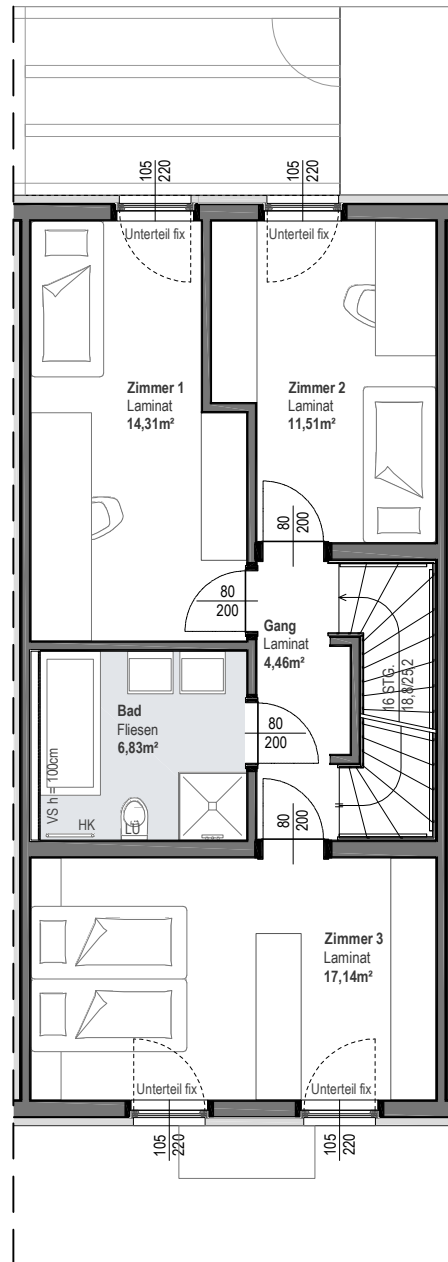 105
220
105
220
Unterteil fix
Unterteil fix
Zimmer 1
Laminat
14,31m²
Zimmer 2
Laminat
11,51m²
80
200
80
200
Gang
Laminat
4,46m²
16 STG.
18,8/25,2
Bad
Fliesen
6,83m²
80
200
VS h = 100cm
HK
LÜ
80
200
Zimmer 3
Laminat
17,14m²
Unterteil fix
Unterteil fix
105
220
105
220